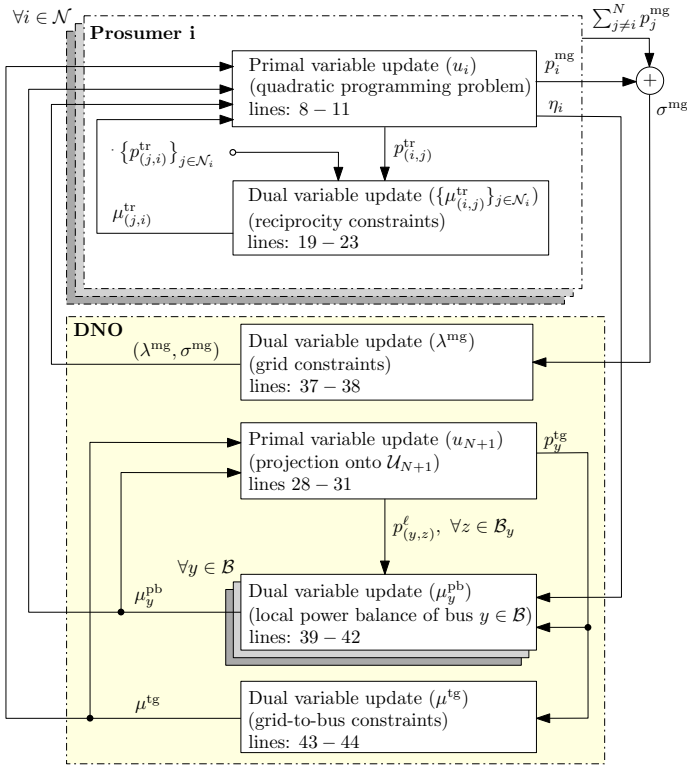 ∀i ∈ 𝒩
∑_{j≠i}^{N} p_j^{mg}
Prosumer i
Primal variable update (u_i)
(quadratic programming problem)
lines: 8 − 11
p_i^{mg}
+
η_i
σ^{mg}
· {p_{(j,i)}^{tr}}_{j∈𝒩_i}
p_{(i,j)}^{tr}
Dual variable update ({μ_{(i,j)}^{tr}}_{j∈𝒩_i})
(reciprocity constraints)
lines: 19 − 23
μ_{(j,i)}^{tr}
DNO
(λ^{mg}, σ^{mg})
Dual variable update (λ^{mg})
(grid constraints)
lines: 37 − 38
Primal variable update (u_{N+1})
(projection onto 𝒰_{N+1})
lines 28 − 31
p_y^{tg}
p_{(y,z)}^{ℓ}, ∀z ∈ ℬ_y
∀y ∈ ℬ
μ_y^{pb}
Dual variable update (μ_y^{pb})
(local power balance of bus y ∈ ℬ)
lines: 39 − 42
μ^{tg}
Dual variable update (μ^{tg})
(grid-to-bus constraints)
lines: 43 − 44